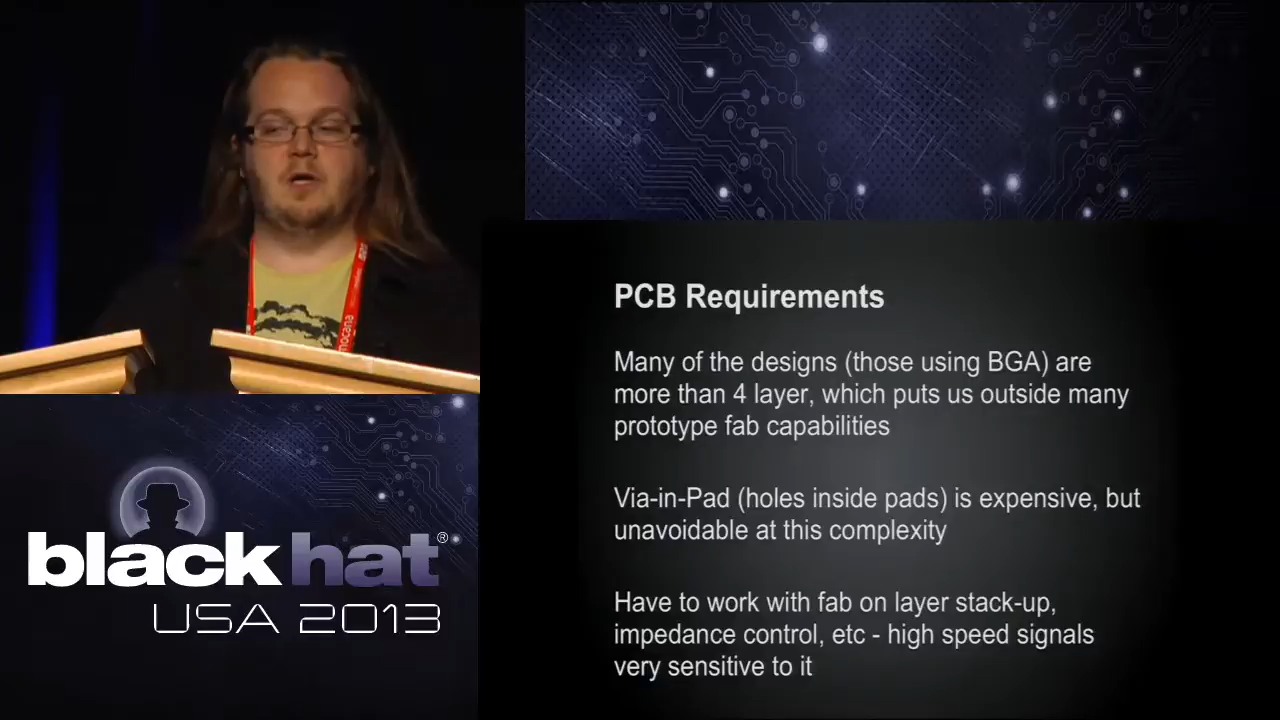 PCB Requirements
Many of the designs (those using BGA) are
more than 4 layer, which puts us outside many
prototype fab capabilities
Via-in-Pad (holes inside pads) is expensive, but
unavoidable at this complexity
Have to work with fab on layer stack-up,
impedance control, etc - high speed signals
very sensitive to it
mocana
black hat®
USA 2013